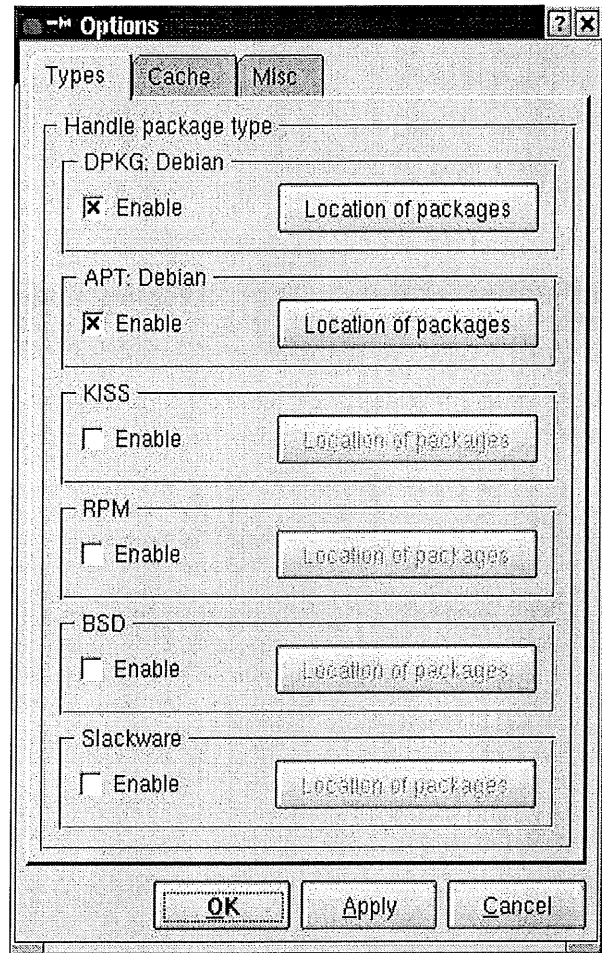 Options
Types Cache Misc
Handle package type
DPKG: Debian
Enable Location of packages
APT: Debian
Enable Location of packages
KISS
Enable Location of packages
RPM
Enable Location of packages
BSD
Enable Location of packages
Slackware
Enable Location of packages
OK Apply Cancel